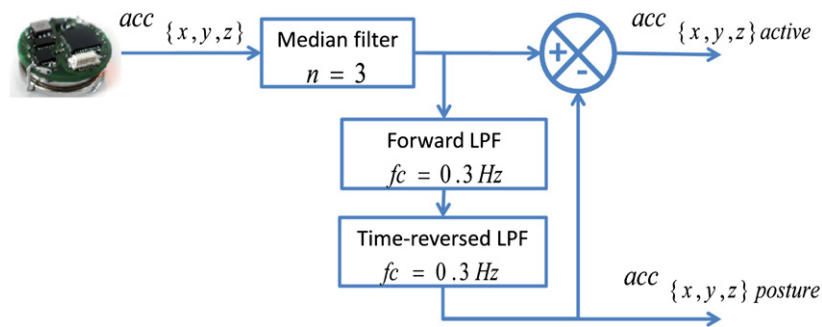 acc {x,y,z}
Median filter
n = 3
+
-
acc {x,y,z} active
Forward LPF
fc = 0.3 Hz
Time-reversed LPF
fc = 0.3 Hz
acc {x,y,z} posture